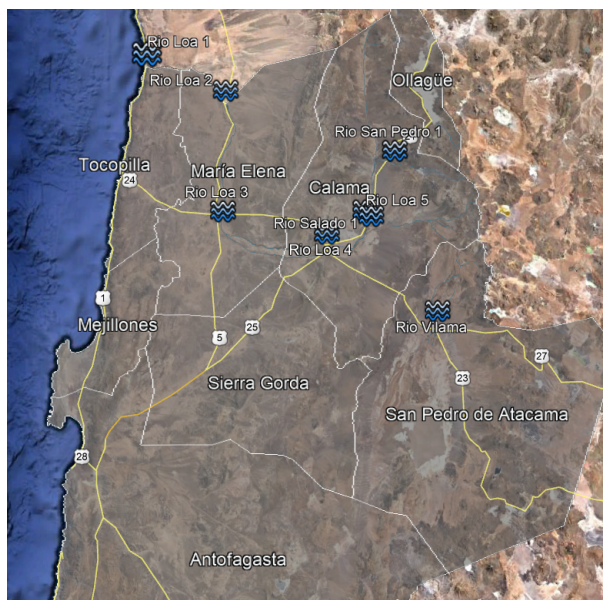 Rio Loa 1
Rio Loa 2
Ollagüe
Rio San Pedro 1
Tocopilla
24
María Elena
Calama
Rio Loa 3
Rio Loa 5
Rio Salado 1
Rio Loa 4
1
Mejillones
5
25
Rio Vilama
27
23
Sierra Gorda
San Pedro de Atacama
28
Antofagasta